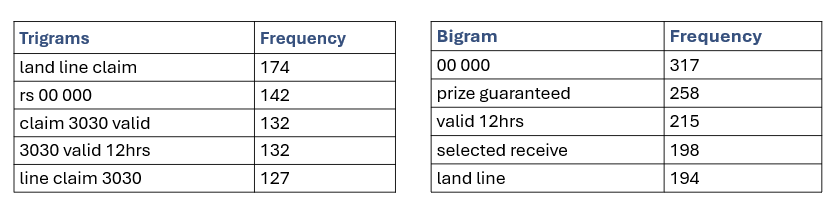 Trigrams Frequency
land line claim 174
rs 00 000 142
claim 3030 valid 132
3030 valid 12hrs 132
line claim 3030 127
Bigram Frequency
00 000 317
prize guaranteed 258
valid 12hrs 215
selected receive 198
land line 194